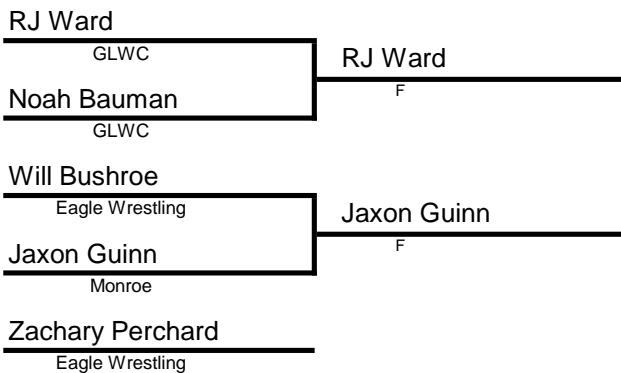 RJ Ward
GLWC
RJ Ward
F
Noah Bauman
GLWC
Will Bushroe
Eagle Wrestling
Jaxon Guinn
F
Jaxon Guinn
Monroe
Zachary Perchard
Eagle Wrestling